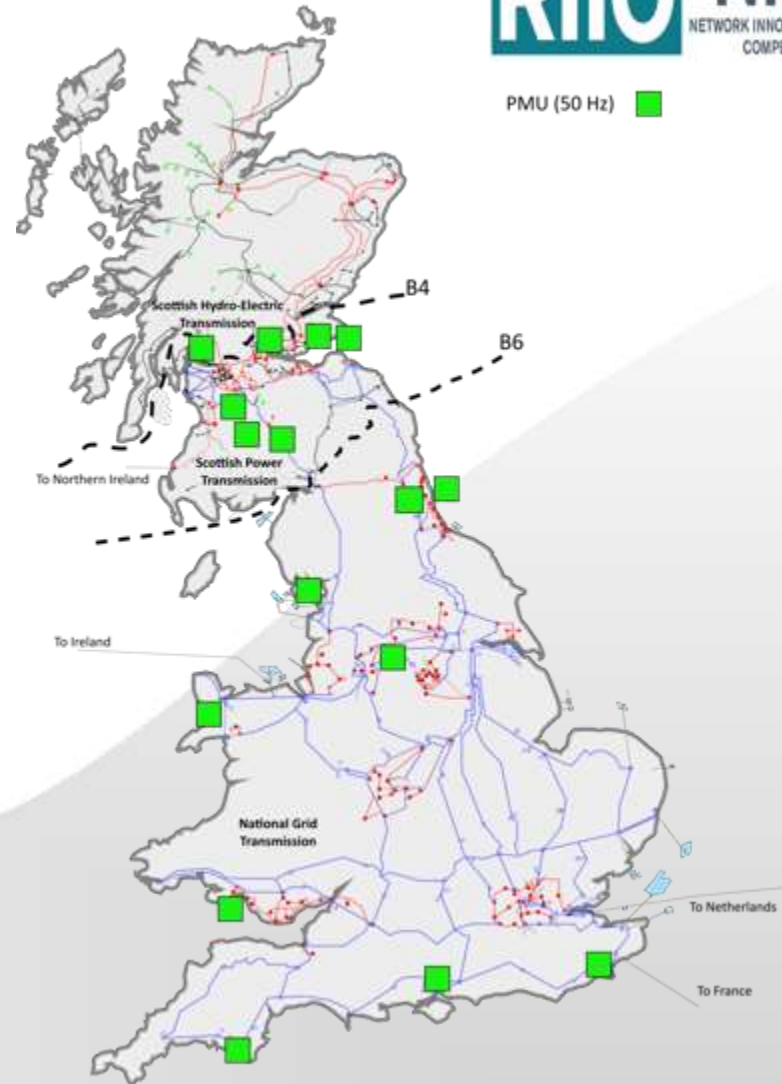 RIIO
NETWORK INNO
COMPE
PMU (50 Hz)
B4
Scottish Hydro-Electric
Transmission
B6
To Northern Ireland
Scottish Power
Transmission
To Ireland
National Grid
Transmission
To Netherlands
To France